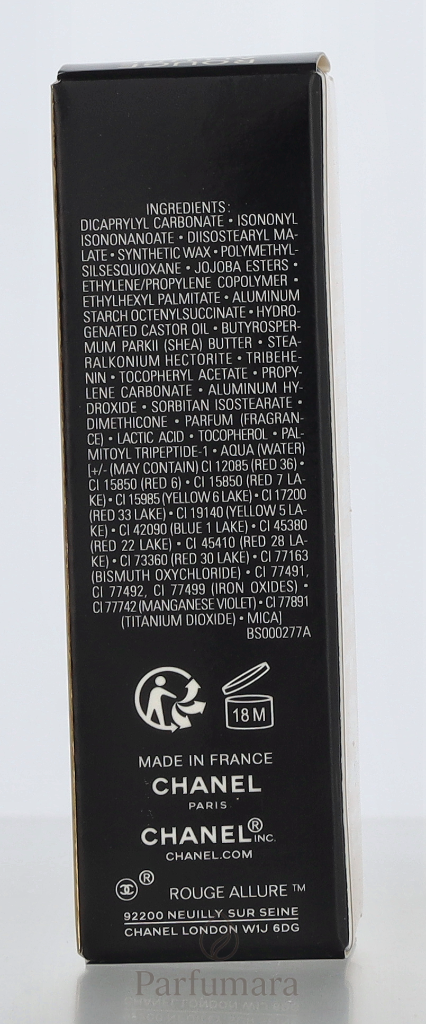 ROUGE
INGREDIENTS:
DICAPRYLYL CARBONATE • ISONONYL
ISONONANOATE • DIISOSTEARYL MA-
LATE • SYNTHETIC WAX • POLYMETHYL-
SILSESQUIOXANE • JOJOBA ESTERS •
ETHYLENE/PROPYLENE COPOLYMER •
ETHYLHEXYL PALMITATE • ALUMINUM
STARCH OCTENYLSUCCINATE • HYDRO-
GENATED CASTOR OIL • BUTYROSPER-
MUM PARKII (SHEA) BUTTER • STEA-
RALKONIUM HECTORITE • TRIBEHE-
NIN • TOCOPHERYL ACETATE • PROPY-
LENE CARBONATE • ALUMINUM HY-
DROXIDE • SORBITAN ISOSTEARATE •
DIMETHICONE • PARFUM (FRAGRAN-
CE) • LACTIC ACID • TOCOPHEROL • PAL-
MITOYL TRIPEPTIDE-1 • AQUA (WATER)
[+/- (MAY CONTAIN) CI 12085 (RED 36) •
CI 15850 (RED 6) • CI 15850 (RED 7 LA-
KE) • CI 15985 (YELLOW 6 LAKE) • CI 17200
(RED 33 LAKE) • CI 19140 (YELLOW 5 LA-
KE) • CI 42090 (BLUE 1 LAKE) • CI 45380
(RED 22 LAKE) • CI 45410 (RED 28 LA-
KE) • CI 73360 (RED 30 LAKE) • CI 77163
(BISMUTH OXYCHLORIDE) • CI 77491,
CI 77492, CI 77499 (IRON OXIDES) •
CI 77742 (MANGANESE VIOLET) • CI 77891
(TITANIUM DIOXIDE) • MICA]
BS000277A
18 M
MADE IN FRANCE
CHANEL
PARIS
CHANEL® INC.
CHANEL.COM
® ROUGE ALLURE ™
92200 NEUILLY SUR SEINE
CHANEL LONDON W1J 6DG
Parfumara